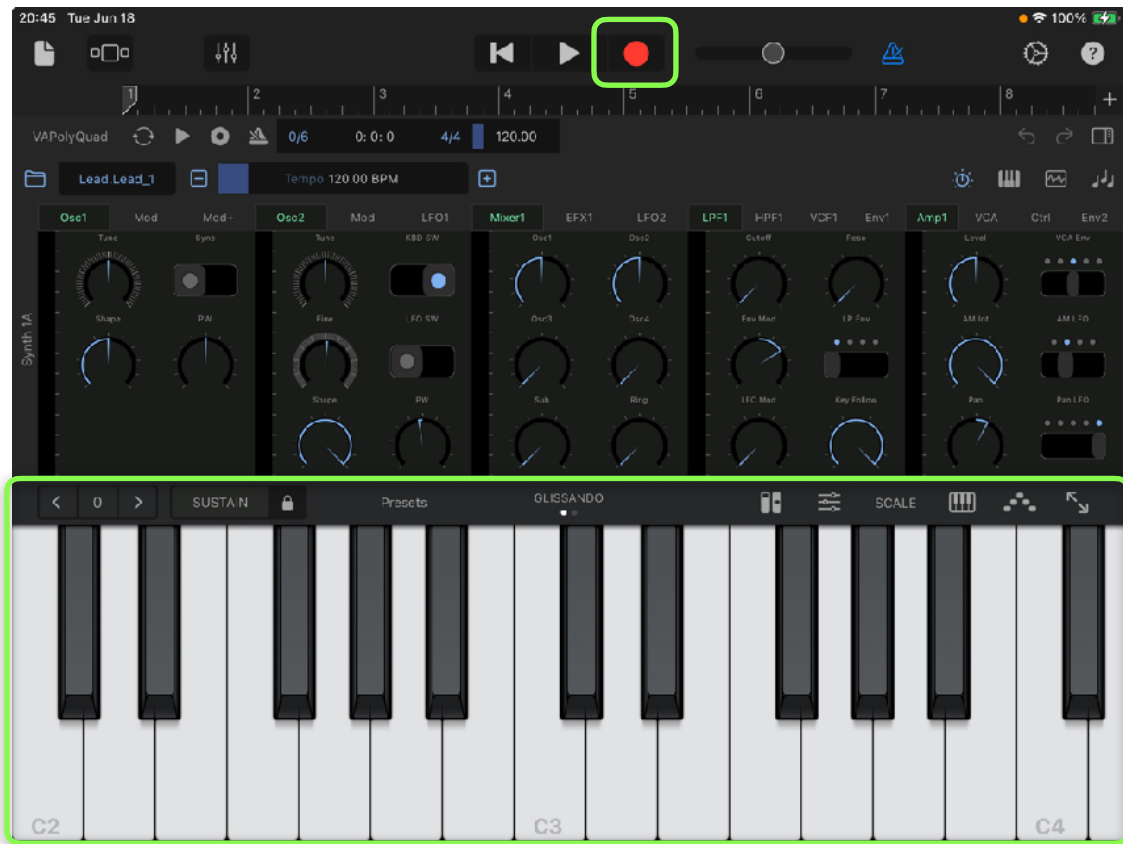 20:45 Tue Jun 18 100%
1 2 3 4 5 6 7 8
VAPolyQuad 0/6 0: 0: 0 4/4 120.00
Lead.Lead_1 Tempo 120.00 BPM
Osc1 Mod Mod+ Osc2 Mod LFO1 Mixer1 EFX1 LFO2 LPF1 HPF1 VCF1 Env1 Amp1 VCA Ctrl Env2
Tune Sync Tune KBD SW Osc1 Osc2 Cutoff Reso Level VCA Env
Synth 1A
Shape PW Fine LFO SW Osc3 Osc4 Env Mod LP Env AM Int AM LFO
Shape PW Sub Ring LFO Mod Key Follow Pan Pan LFO
0 SUSTAIN Presets GLISSANDO SCALE
C2 C3 C4